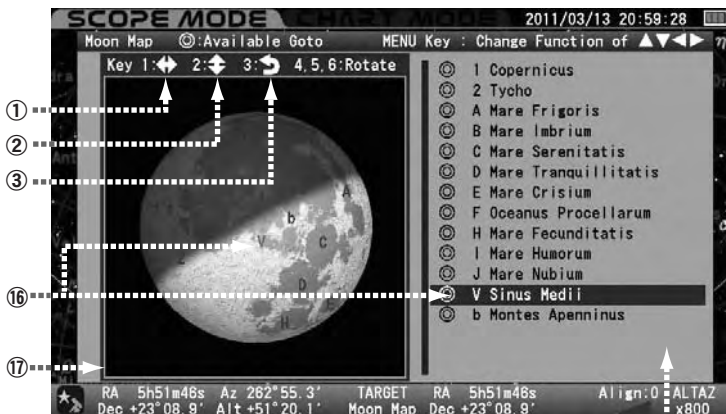 SCOPE MODE CHART MODE 2011/03/13 20:59:28
Moon Map ◎:Available Goto MENU Key : Change Function of ▲▼◀▶
Key 1: 2: 3: 4,5,6:Rotate
①
②
③
⑯
⑰
A
b
V
C
D
H
2
◎ 1 Copernicus
◎ 2 Tycho
◎ A Mare Frigoris
◎ B Mare Imbrium
◎ C Mare Serenitatis
◎ D Mare Tranquillitatis
◎ E Mare Crisium
◎ F Oceanus Procellarum
◎ H Mare Fecunditatis
◎ I Mare Humorum
◎ J Mare Nubium
◎ V Sinus Medii
◎ b Montes Apenninus
RA 5h51m46s Az 262°55.3' TARGET RA 5h51m46s Align:0 ALTAZ
Dec +23°08.9' Alt +51°20.1' Moon Map Dec +23°08.9' x800